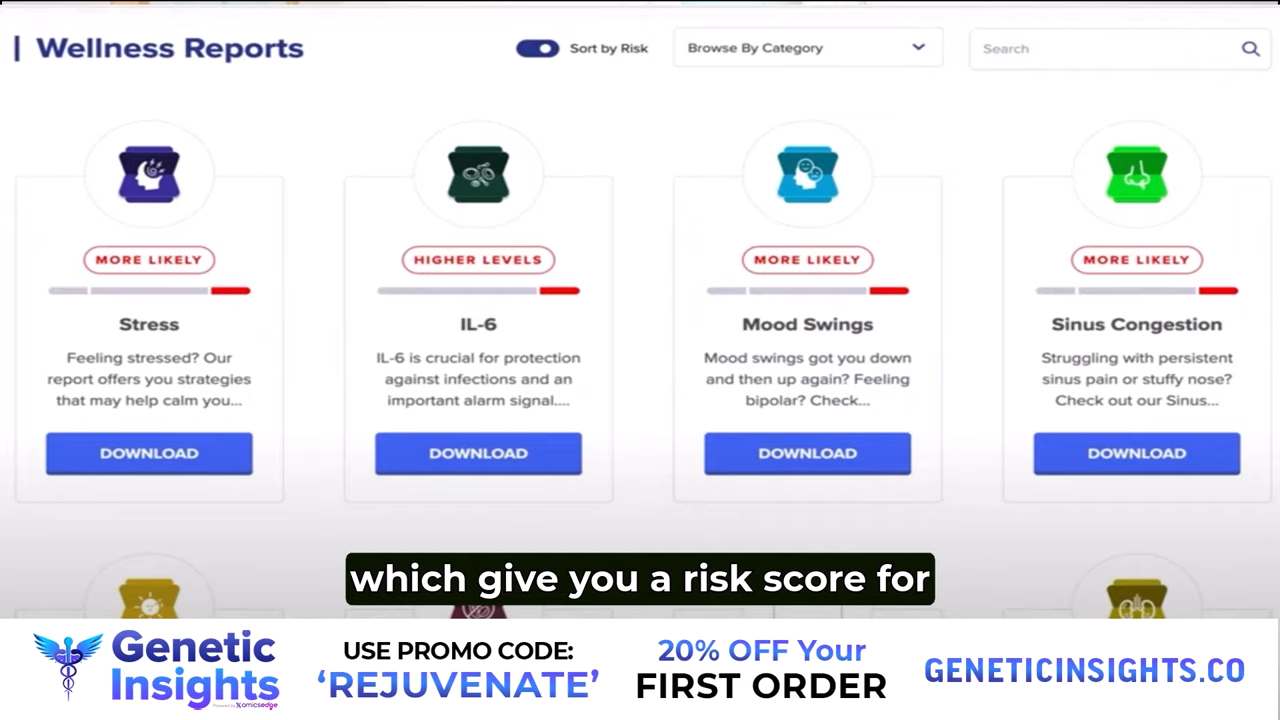 Wellness Reports
Sort by Risk
Browse By Category
Search
MORE LIKELY
Stress
Feeling stressed? Our
report offers you strategies
that may help calm you...
DOWNLOAD
HIGHER LEVELS
IL-6
IL-6 is crucial for protection
against infections and an
important alarm signal....
DOWNLOAD
MORE LIKELY
Mood Swings
Mood swings got you down
and then up again? Feeling
bipolar? Check...
DOWNLOAD
MORE LIKELY
Sinus Congestion
Struggling with persistent
sinus pain or stuffy nose?
Check out our Sinus...
DOWNLOAD
which give you a risk score for
Genetic
Insights
Powered by Xomicsedge
USE PROMO CODE:
‘REJUVENATE’
20% OFF Your
FIRST ORDER
GENETICINSIGHTS.CO